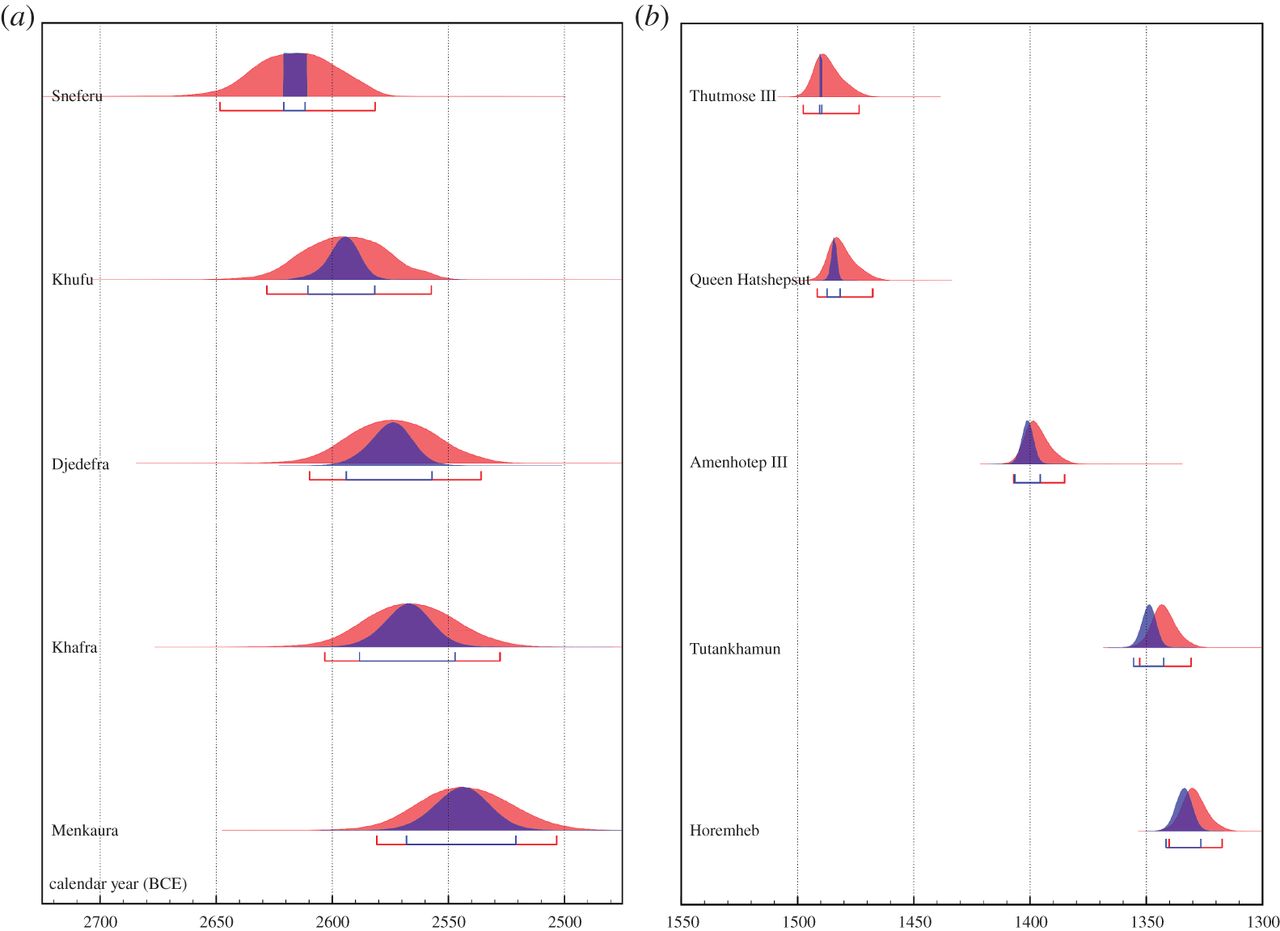 (a)
Sneferu
Khufu
Djedefra
Khafra
Menkaura
calendar year (BCE)
2700 2650 2600 2550 2500
(b)
Thutmose III
Queen Hatshepsut
Amenhotep III
Tutankhamun
Horemheb
1550 1500 1450 1400 1350 1300